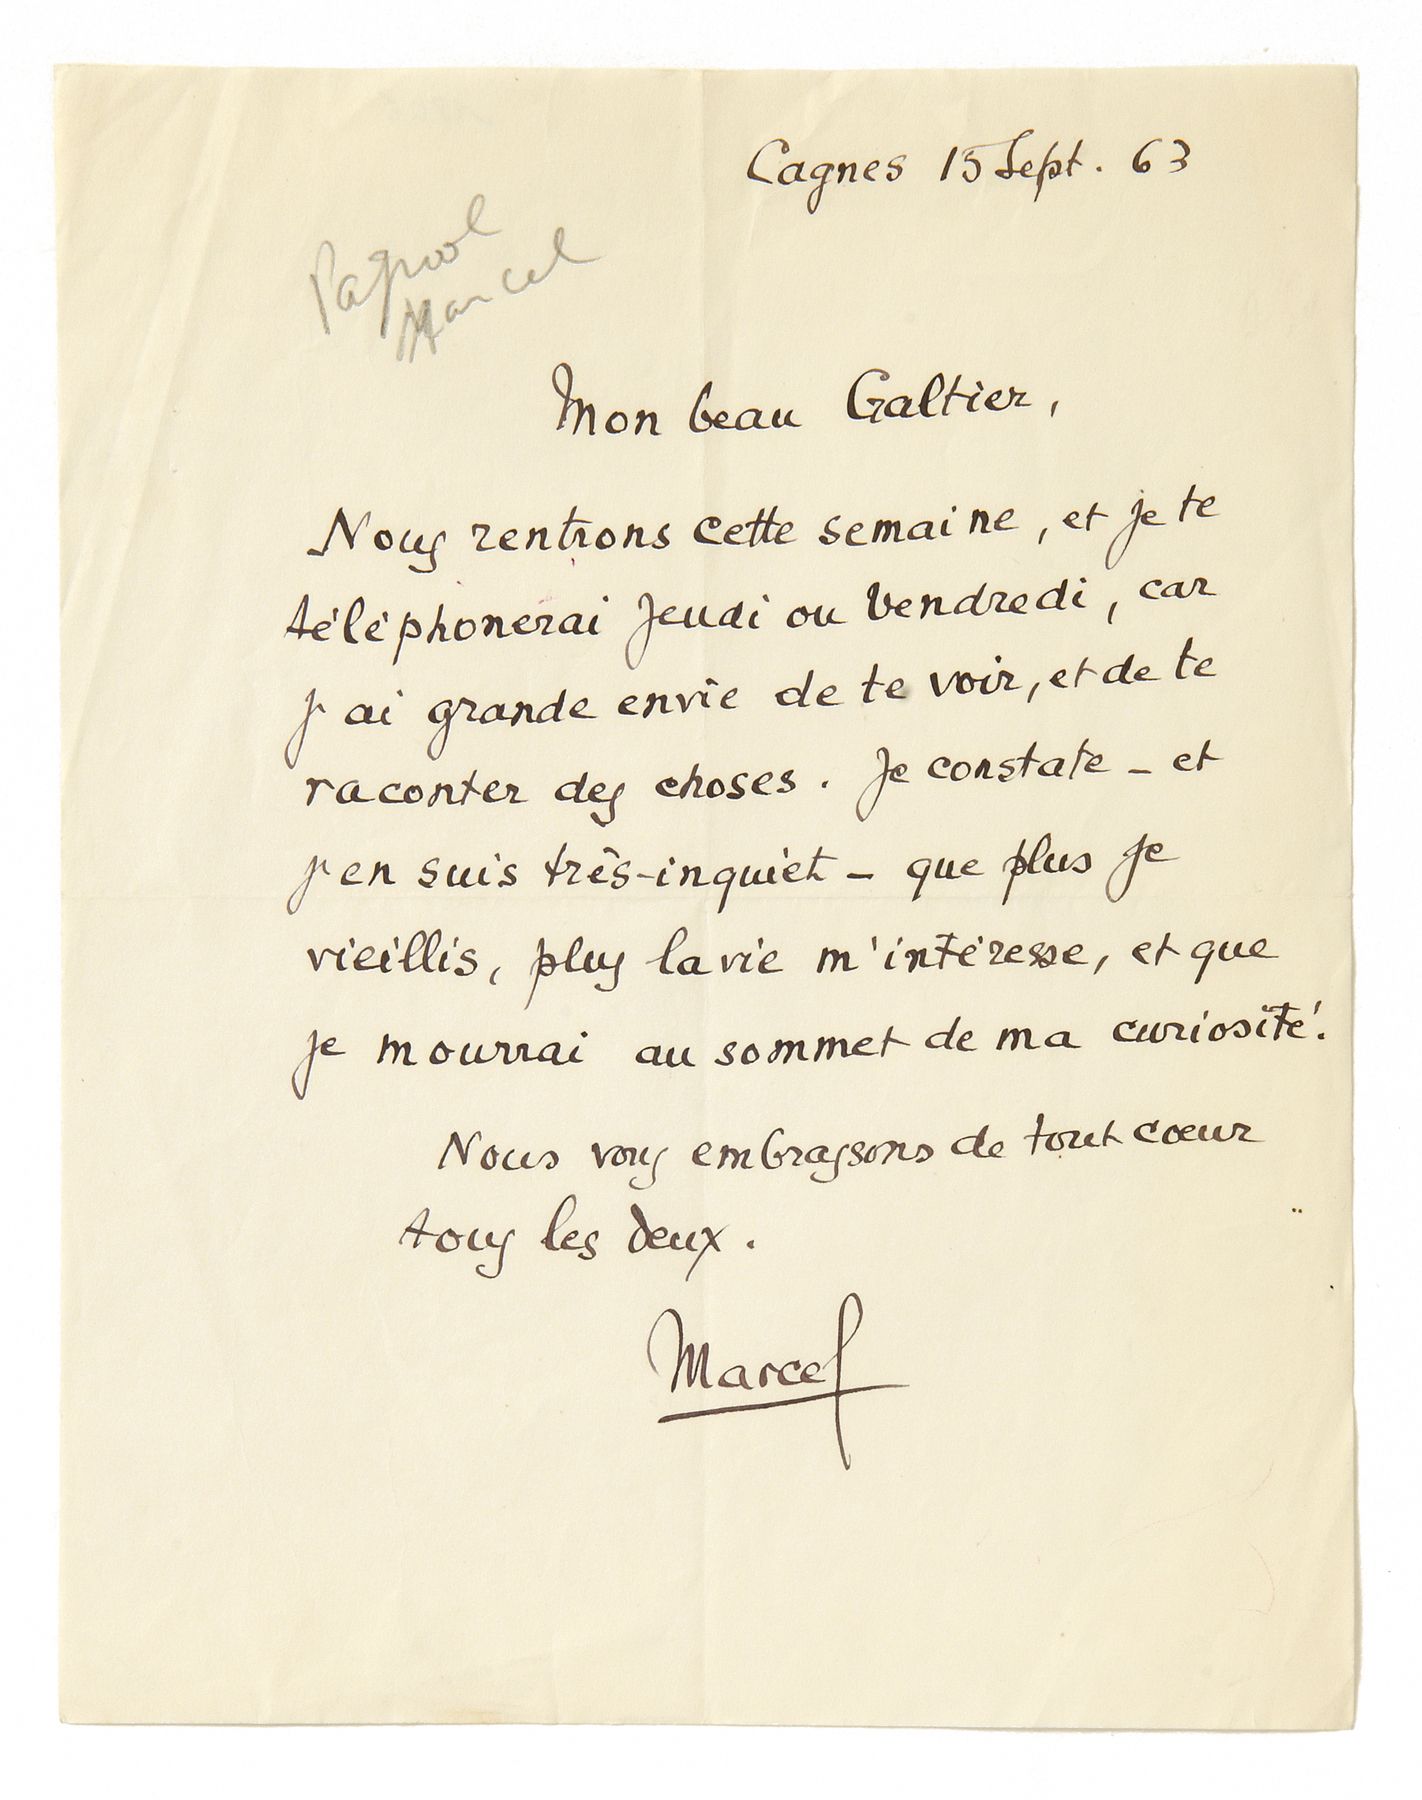 Cagnes 15 Sept. 63
Pagnol
Marcel
Mon beau Galtier,
Nous rentrons cette semaine, et je te
téléphonerai jeudi ou vendredi, car
j'ai grande envie de te voir, et de te
raconter des choses. Je constate - et
j'en suis très-inquiet - que plus je
vieillis, plus la vie m'intéresse, et que
je mourrai au sommet de ma curiosité.
Nous vous embrassons de tout cœur
tous les deux.
Marcel